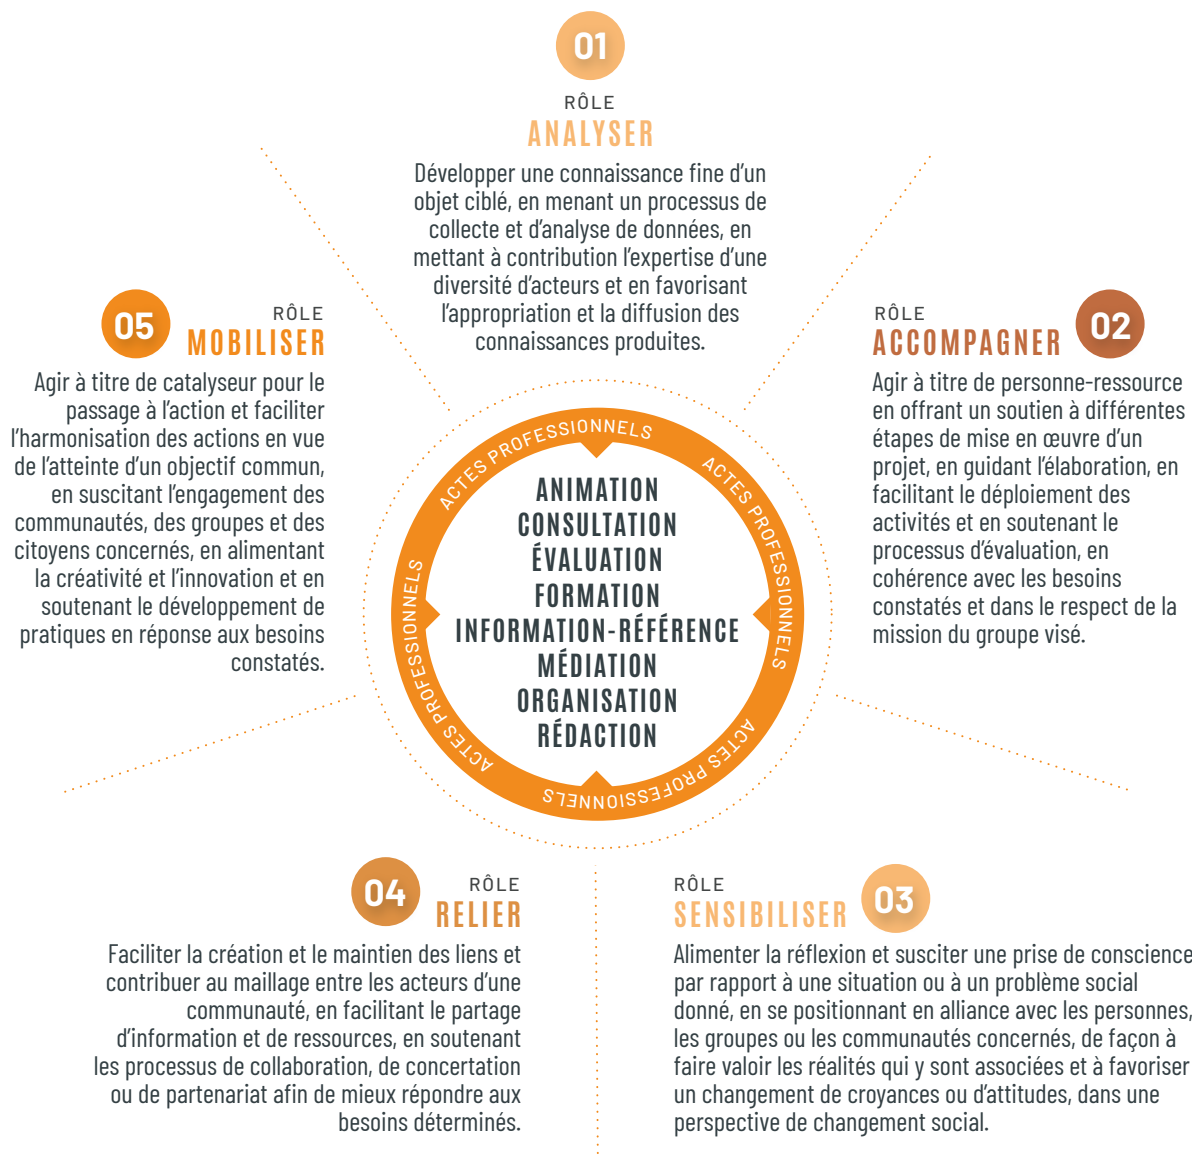 01
RÔLE
ANALYSER
Développer une connaissance fine d’un
objet ciblé, en menant un processus de
collecte et d’analyse de données, en
mettant à contribution l’expertise d’une
diversité d’acteurs et en favorisant
l’appropriation et la diffusion des
connaissances produites.
RÔLE
ACCOMPAGNER
02
Agir à titre de personne-ressource
en offrant un soutien à différentes
étapes de mise en œuvre d’un
projet, en guidant l’élaboration, en
facilitant le déploiement des
activités et en soutenant le
processus d’évaluation, en
cohérence avec les besoins
constatés et dans le respect de la
mission du groupe visé.
RÔLE
SENSIBILISER
03
Alimenter la réflexion et susciter une prise de conscience
par rapport à une situation ou à un problème social
donné, en se positionnant en alliance avec les personnes,
les groupes ou les communautés concernés, de façon à
faire valoir les réalités qui y sont associées et à favoriser
un changement de croyances ou d’attitudes, dans une
perspective de changement social.
04
RÔLE
RELIER
Faciliter la création et le maintien des liens et
contribuer au maillage entre les acteurs d’une
communauté, en facilitant le partage
d’information et de ressources, en soutenant
les processus de collaboration, de concertation
ou de partenariat afin de mieux répondre aux
besoins déterminés.
05
RÔLE
MOBILISER
Agir à titre de catalyseur pour le
passage à l’action et faciliter
l’harmonisation des actions en vue
de l’atteinte d’un objectif commun,
en suscitant l’engagement des
communautés, des groupes et des
citoyens concernés, en alimentant
la créativité et l’innovation et en
soutenant le développement de
pratiques en réponse aux besoins
constatés.
ACTES PROFESSIONNELS
ACTES PROFESSIONNELS
ACTES PROFESSIONNELS
ACTES PROFESSIONNELS
ANIMATION
CONSULTATION
ÉVALUATION
FORMATION
INFORMATION-RÉFÉRENCE
MÉDIATION
ORGANISATION
RÉDACTION